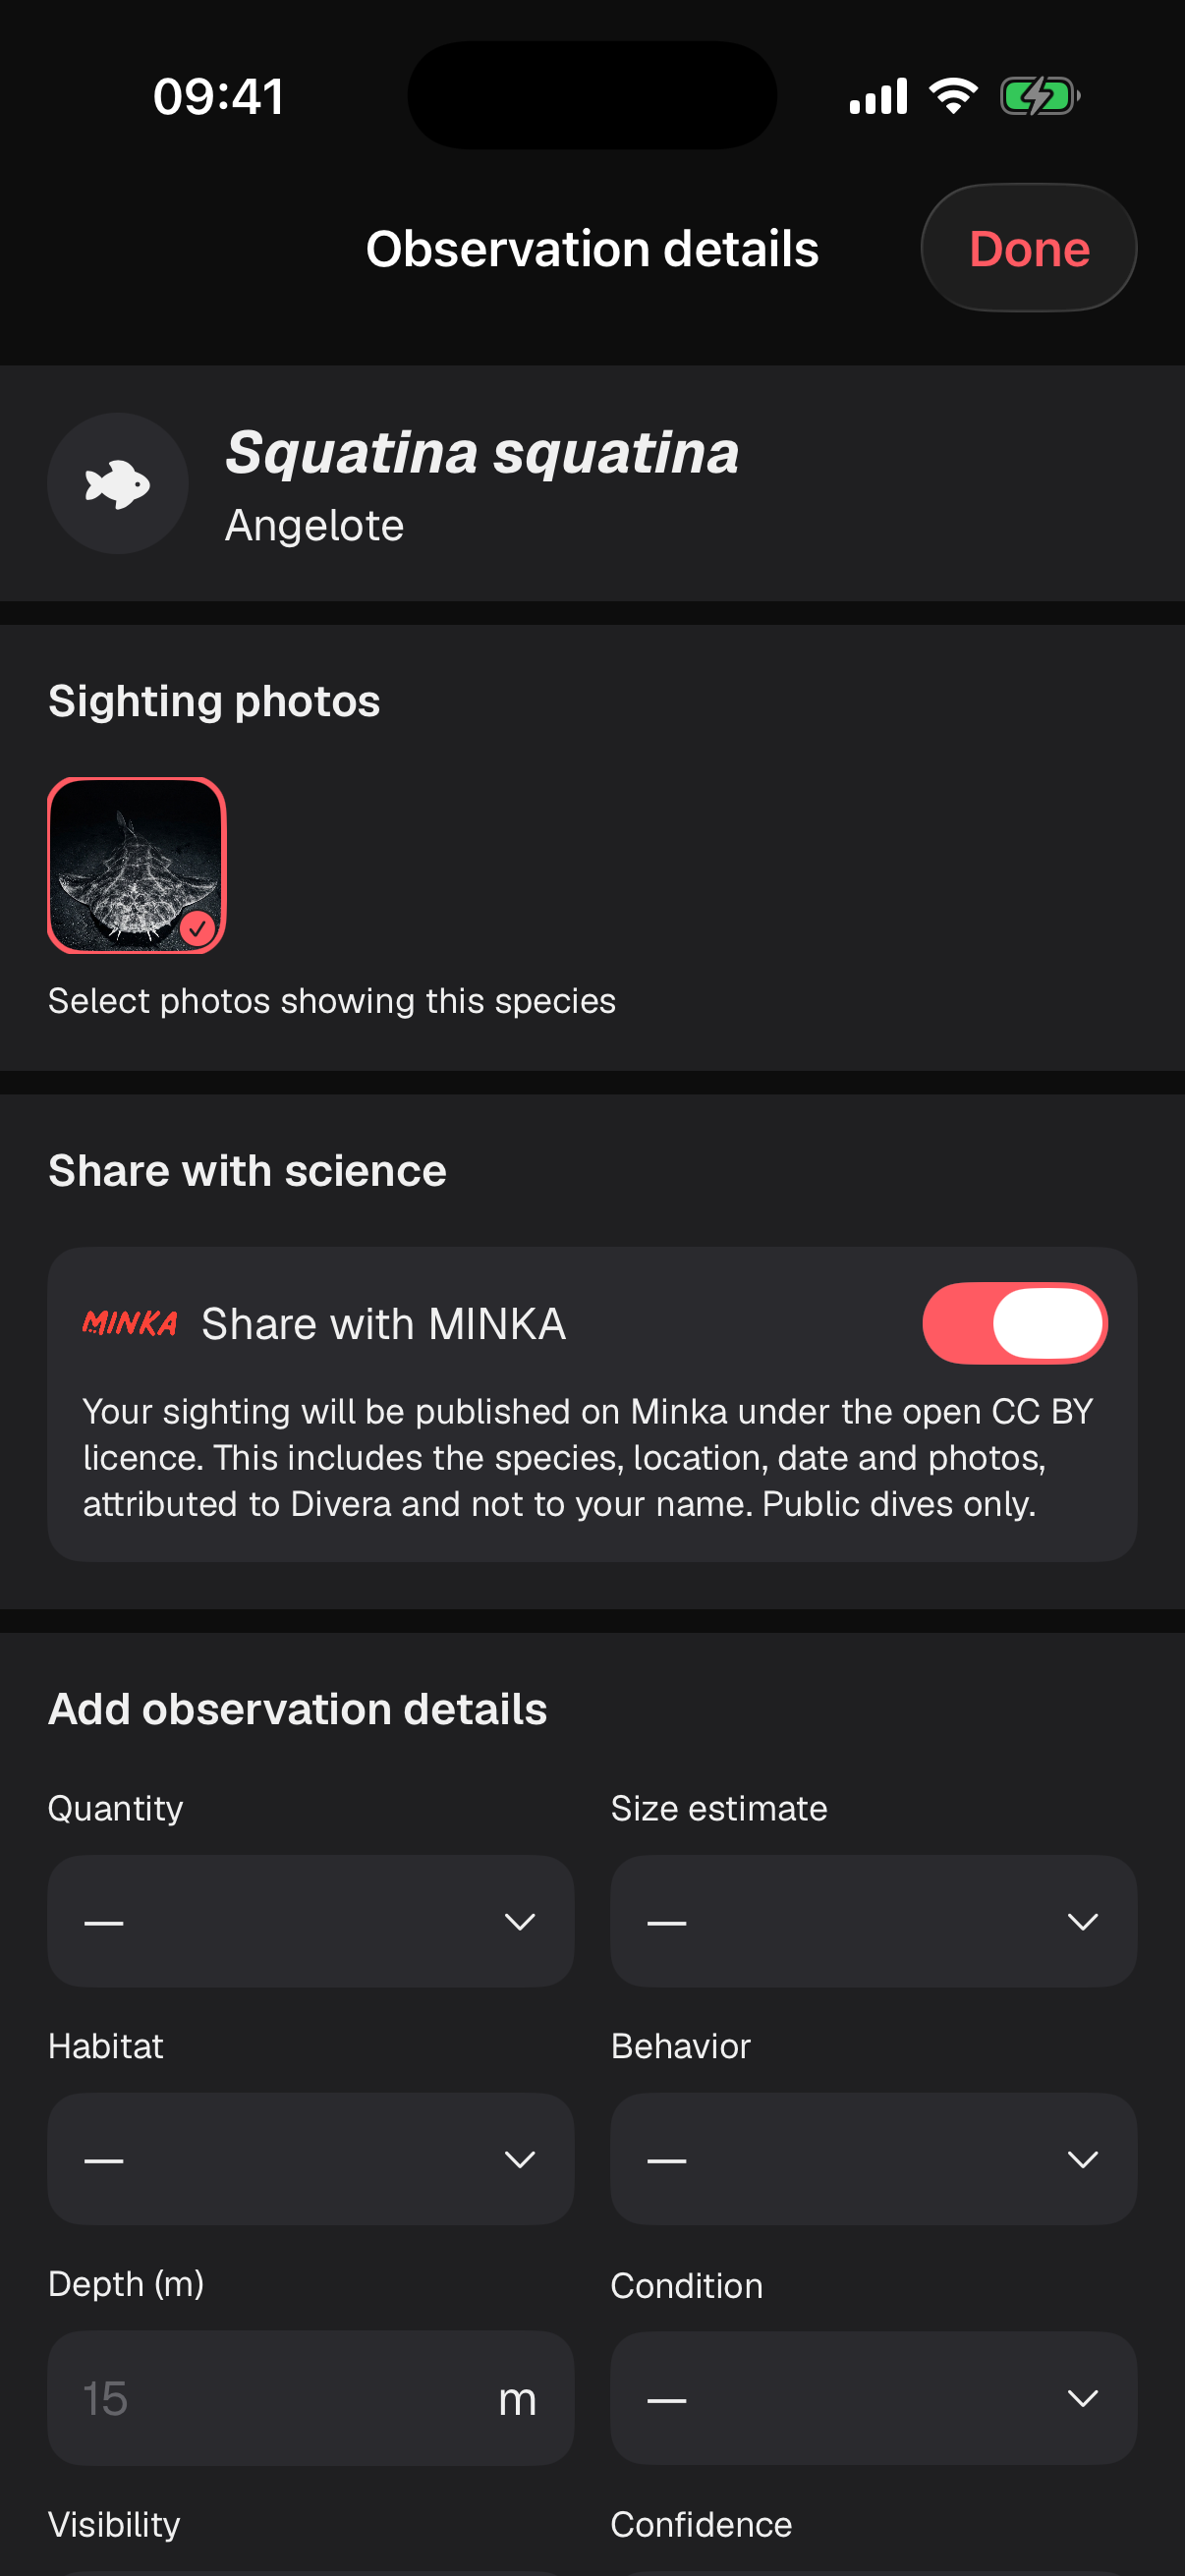 09:41
Observation details
Done
Squatina squatina
Angelote
Sighting photos
Select photos showing this species
Share with science
MINKA Share with MINKA
Your sighting will be published on Minka under the open CC BY
licence. This includes the species, location, date and photos,
attributed to Divera and not to your name. Public dives only.
Add observation details
Quantity
Size estimate
—
—
Habitat
Behavior
—
—
Depth (m)
Condition
15 m
—
Visibility
Confidence